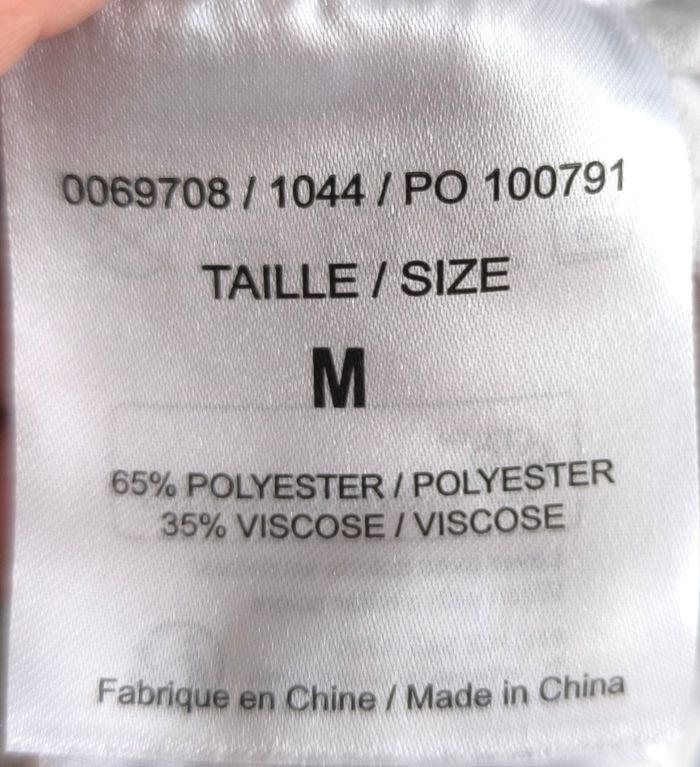 0069708 / 1044 / PO 100791
TAILLE / SIZE
M
65% POLYESTER / POLYESTER
35% VISCOSE / VISCOSE
Fabrique en Chine / Made in China